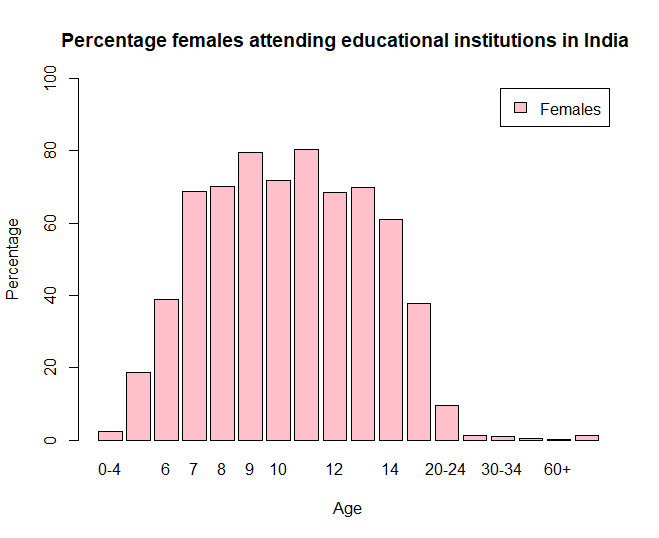 Percentage females attending educational institutions in India
Females
Percentage
100
80
60
40
20
0
0-4 6 7 8 9 10 12 14 20-24 30-34 60+
Age